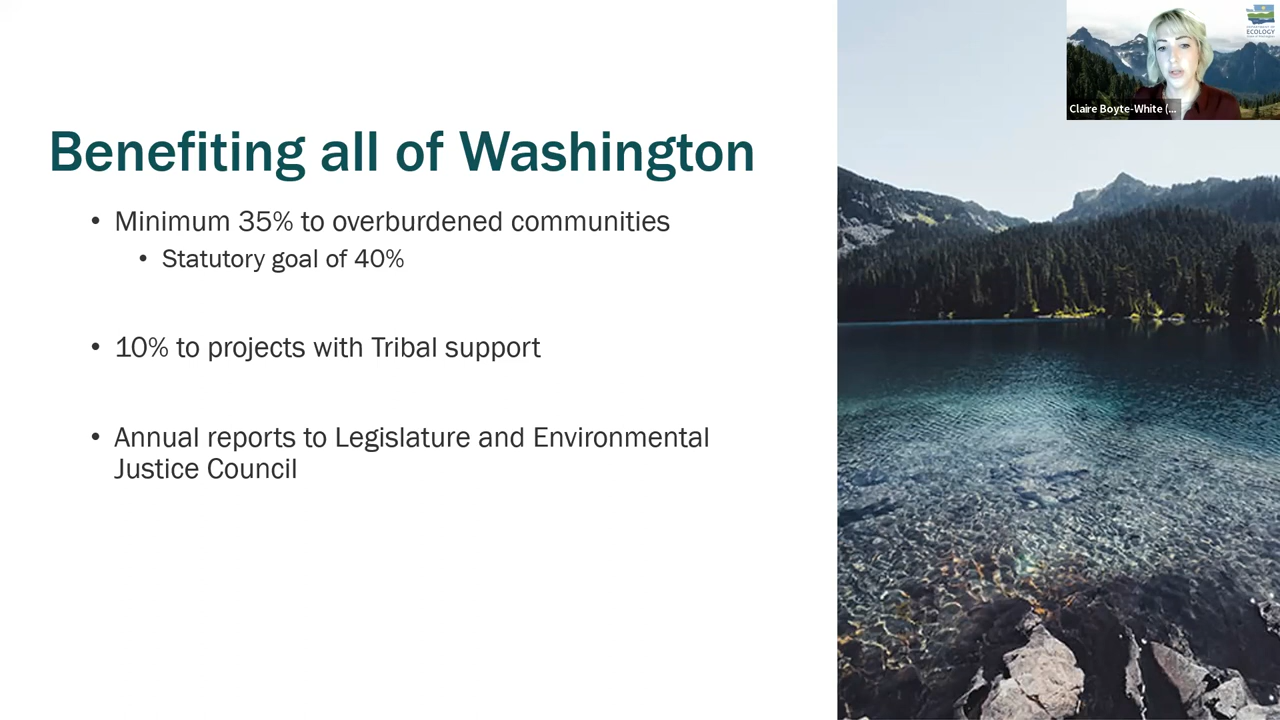 Benefiting all of Washington
• Minimum 35% to overburdened communities
• Statutory goal of 40%
• 10% to projects with Tribal support
• Annual reports to Legislature and Environmental
Justice Council
ECOLOGY
Claire Boyte-White (...